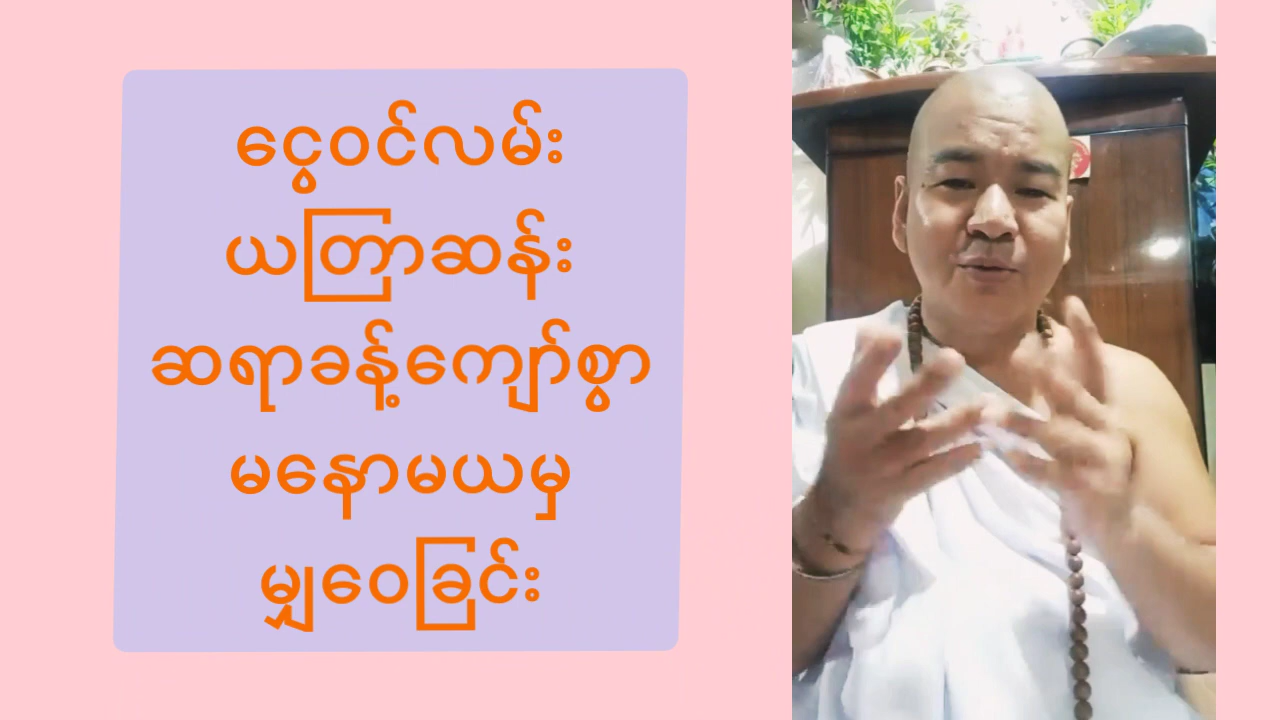 ငွေဝင်လမ်း
ယတြာဆန်း
ဆရာခန့်ကျော်စွာ
မနောမယမှ
မျှဝေခြင်း